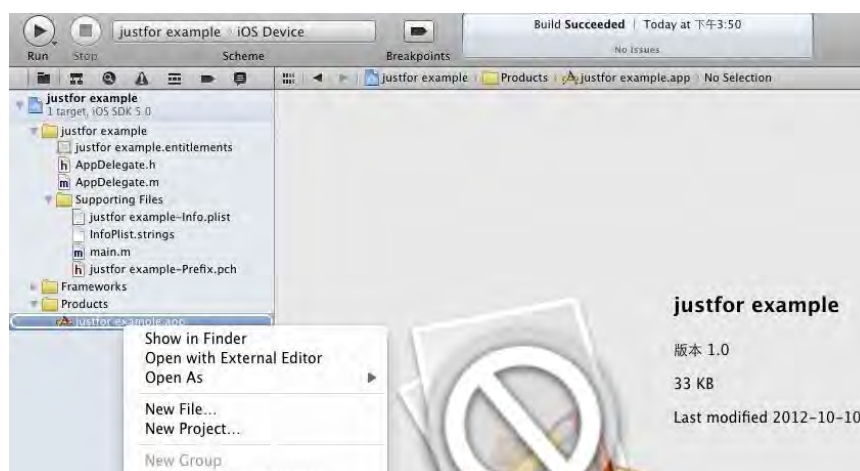 justfor example › iOS Device
Build Succeeded | Today at 下午3:50
No Issues
Run
Stop
Scheme
Breakpoints
justfor example
Products
justfor example.app
No Selection
justfor example
1 target, iOS SDK 5.0
justfor example
justfor example.entitlements
AppDelegate.h
AppDelegate.m
Supporting Files
justfor example-Info.plist
InfoPlist.strings
main.m
justfor example-Prefix.pch
Frameworks
Products
justfor example.app
Show in Finder
Open with External Editor
Open As
New File...
New Project...
New Group
justfor example
版本 1.0
33 KB
Last modified 2012-10-10